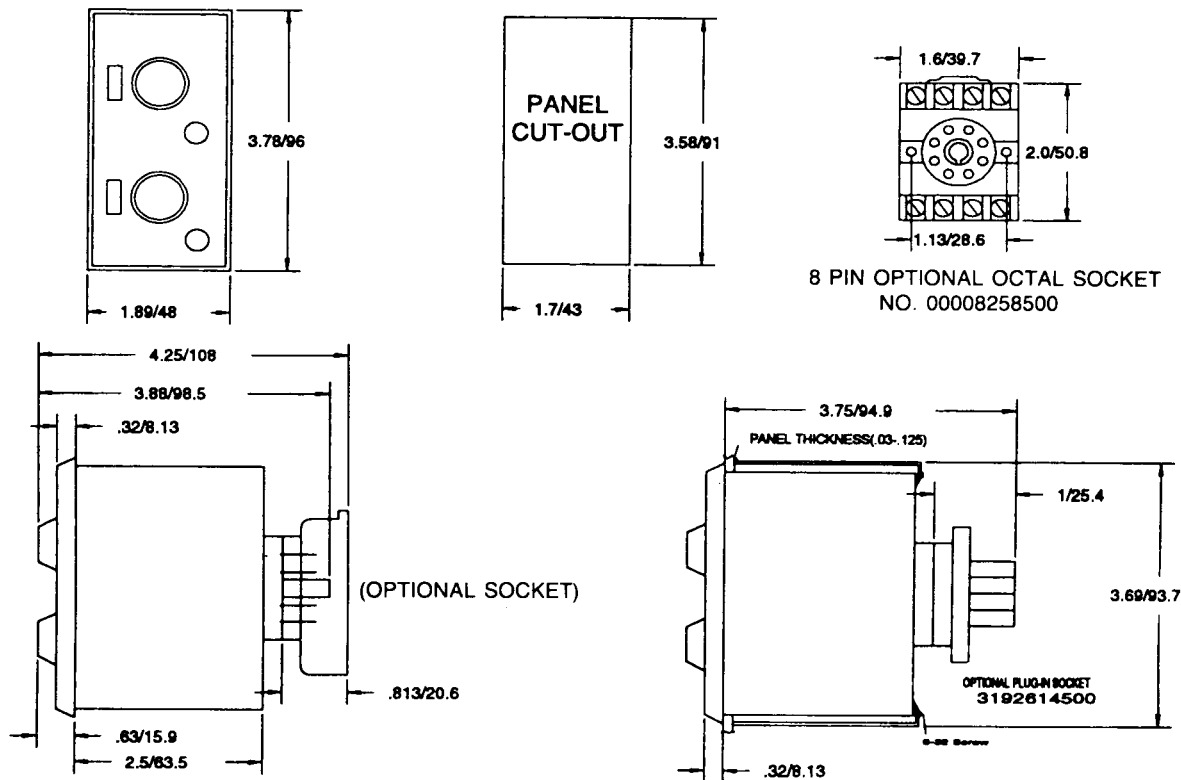 3.78/96
1.89/48
PANEL
CUT-OUT
3.58/91
1.7/43
1.6/39.7
2.0/50.8
1.13/28.6
8 PIN OPTIONAL OCTAL SOCKET
NO. 00008258500
4.25/108
3.88/98.5
.32/8.13
(OPTIONAL SOCKET)
.813/20.6
.63/15.9
2.5/63.5
3.75/94.9
PANEL THICKNESS(.03-.125)
1/25.4
3.69/93.7
OPTIONAL PLUG-IN SOCKET
3192614500
Screw
.32/8.13